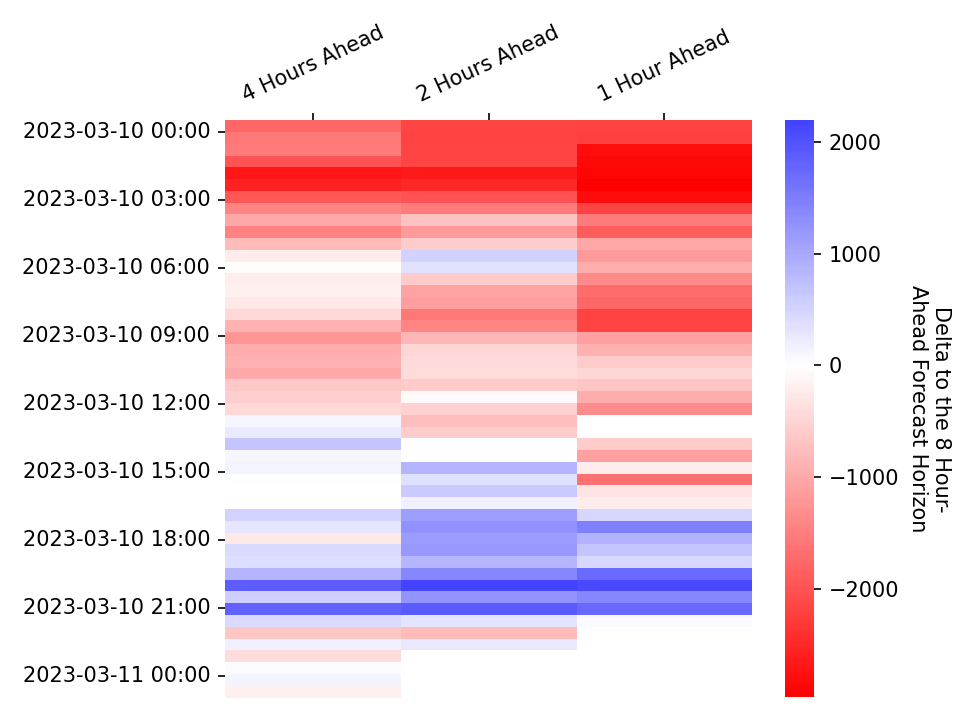 4 Hours Ahead
2 Hours Ahead
1 Hour Ahead
2023-03-10 00:00
2023-03-10 03:00
2023-03-10 06:00
2023-03-10 09:00
2023-03-10 12:00
2023-03-10 15:00
2023-03-10 18:00
2023-03-10 21:00
2023-03-11 00:00
2000
1000
0
−1000
−2000
Delta to the 8 Hour-
Ahead Forecast Horizon